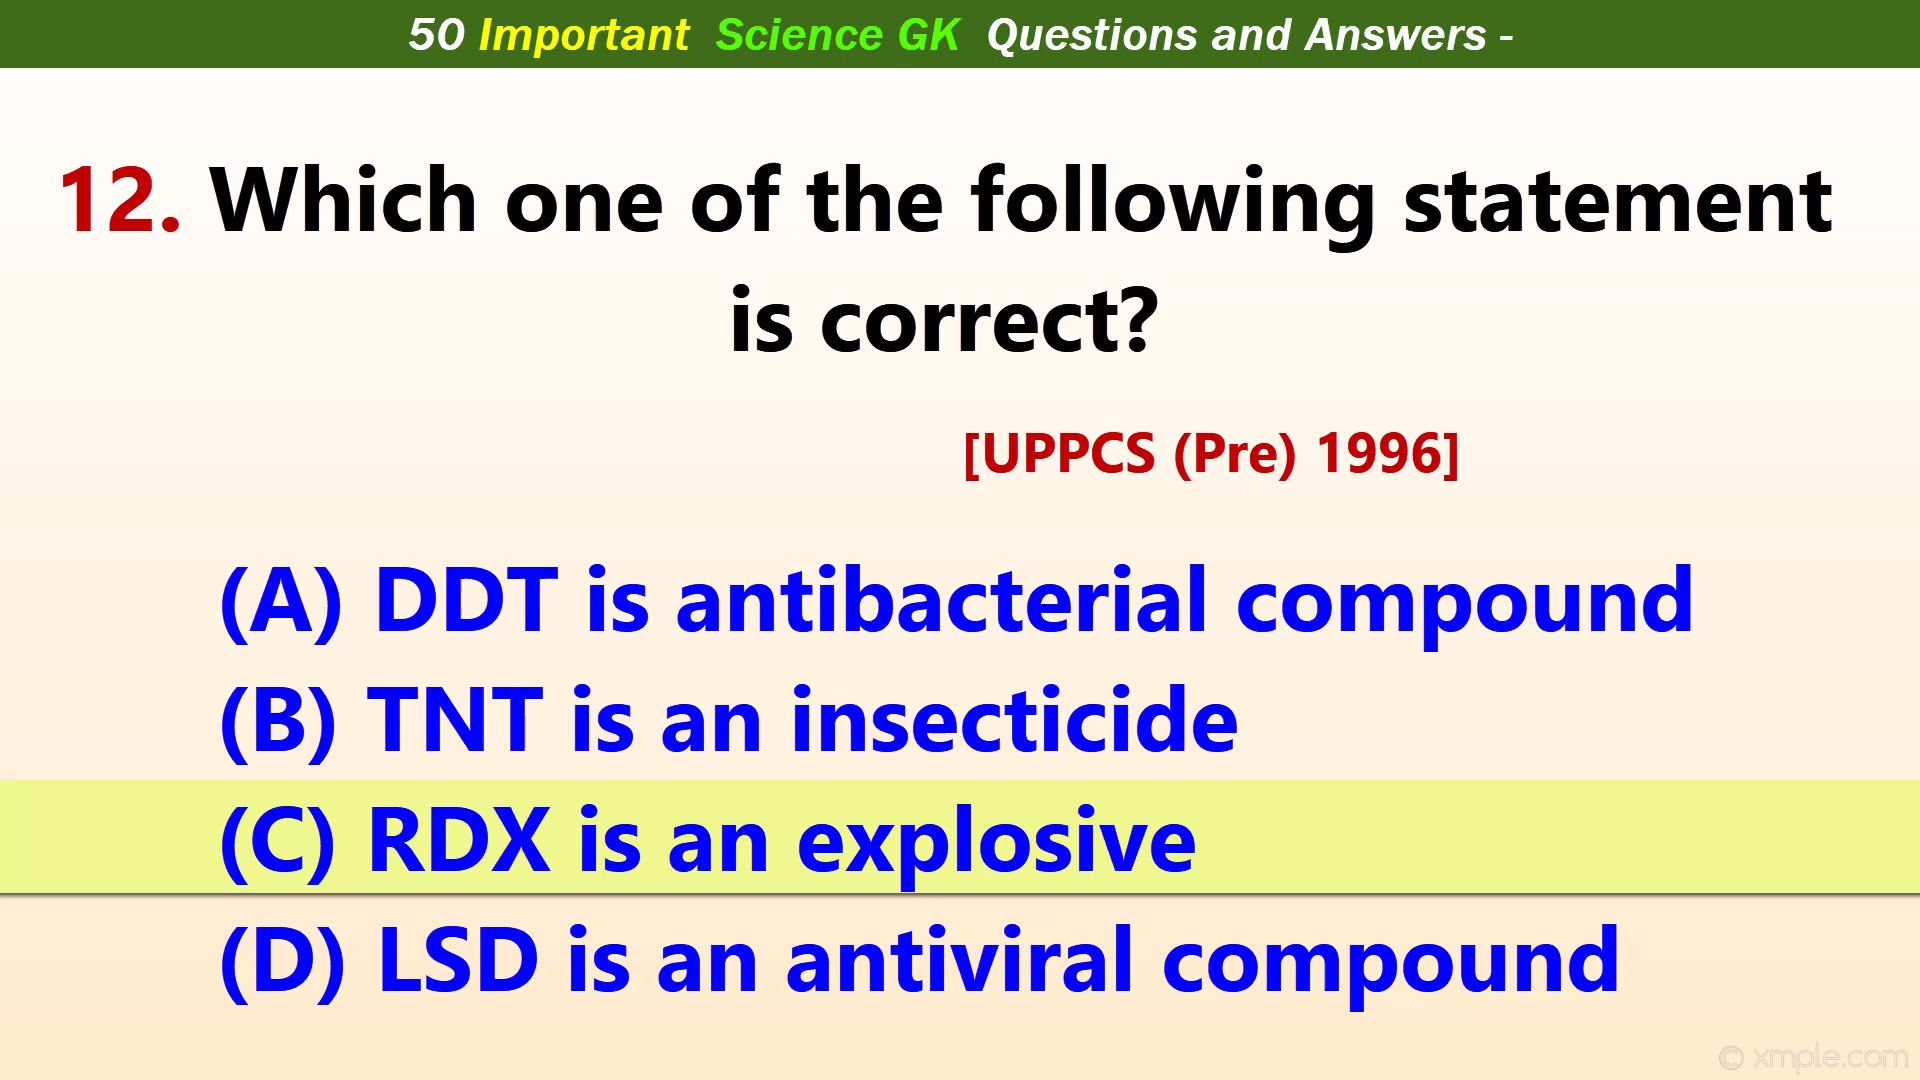 50 Important Science GK Questions and Answers -
12. Which one of the following statement
is correct?
[UPPCS (Pre) 1996]
(A) DDT is antibacterial compound
(B) TNT is an insecticide
(C) RDX is an explosive
(D) LSD is an antiviral compound
© xmple.com